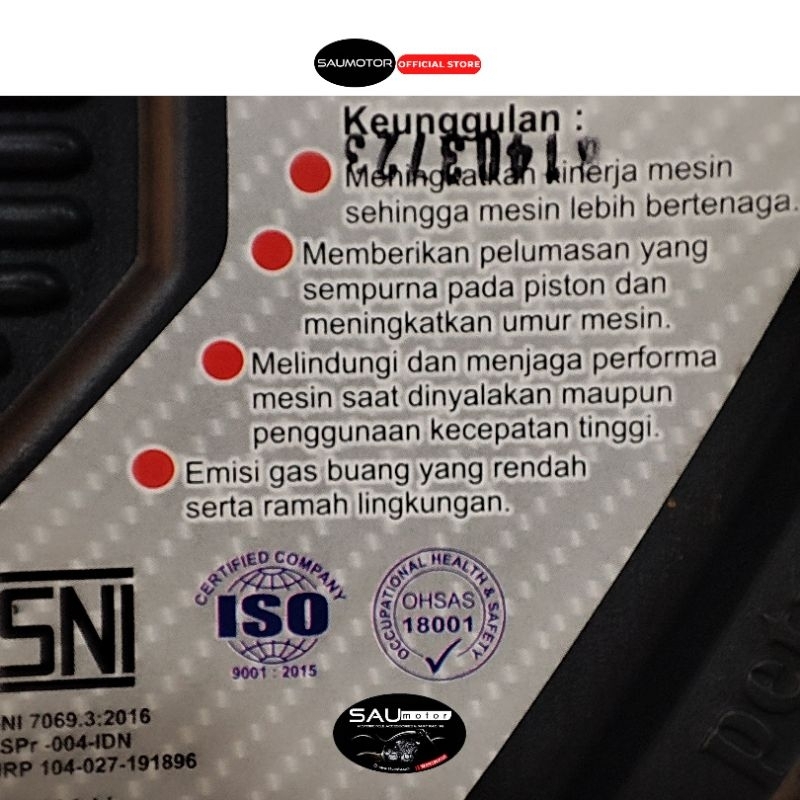 SAUMOTOR OFFICIAL STORE
Keunggulan :
Meningkatkan kinerja mesin
sehingga mesin lebih bertenaga.
Memberikan pelumasan yang
sempurna pada piston dan
meningkatkan umur mesin.
Melindungi dan menjaga performa
mesin saat dinyalakan maupun
penggunaan kecepatan tinggi.
Emisi gas buang yang rendah
serta ramah lingkungan.
SNI
CERTIFIED COMPANY
ISO
9001 : 2015
OCCUPATIONAL HEALTH & SAFETY
OHSAS
18001
NI 7069.3:2016
SPr -004-IDN
RP 104-027-191896
SAU motor